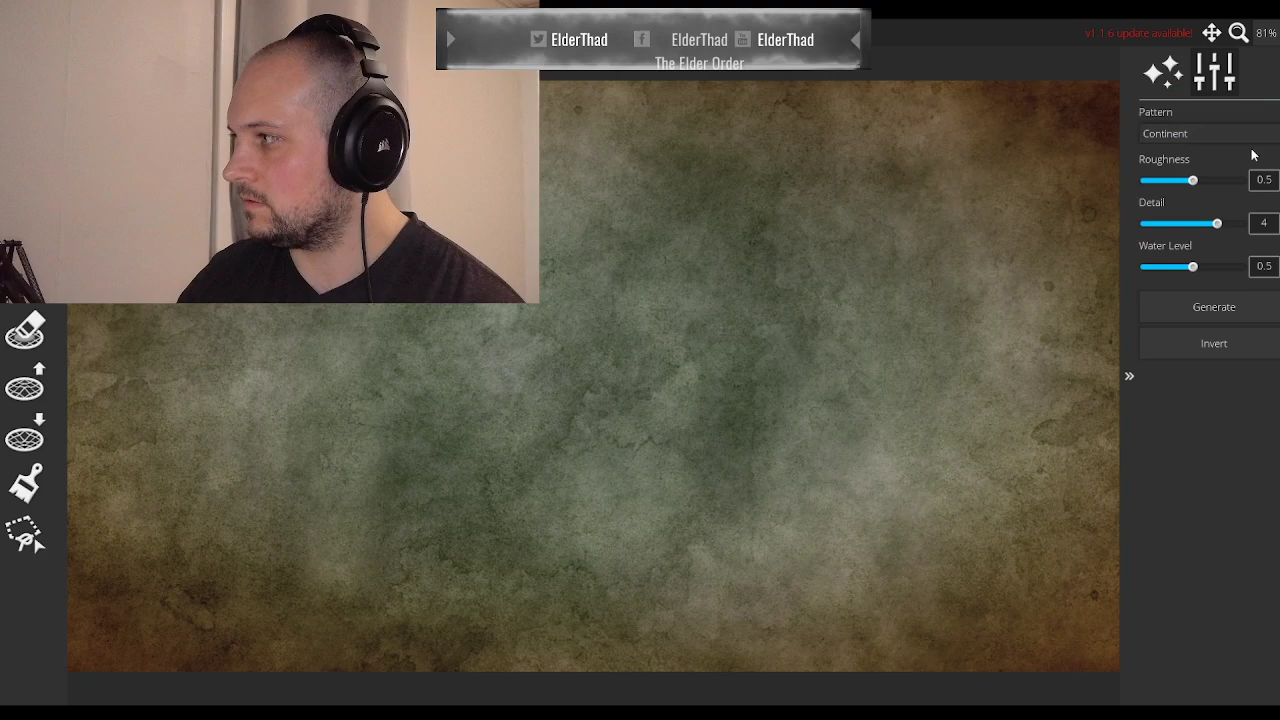 ElderThad ElderThad ElderThad
The Elder Order
v1.1.6 update available!
81%
Pattern
Continent
Roughness
0.5
Detail
4
Water Level
0.5
Generate
Invert